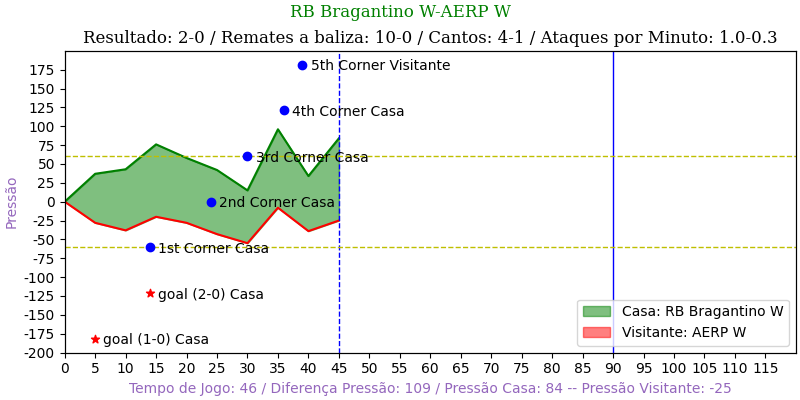 RB Bragantino W-AERP W
Resultado: 2-0 / Remates a baliza: 10-0 / Cantos: 4-1 / Ataques por Minuto: 1.0-0.3
175
150
125
100
75
50
25
0
-25
-50
-75
-100
-125
-150
-175
-200
Pressão
5th Corner Visitante
4th Corner Casa
3rd Corner Casa
2nd Corner Casa
1st Corner Casa
goal (2-0) Casa
goal (1-0) Casa
Casa: RB Bragantino W
Visitante: AERP W
0 5 10 15 20 25 30 35 40 45 50 55 60 65 70 75 80 85 90 95 100 105 110 115
Tempo de Jogo: 46 / Diferença Pressão: 109 / Pressão Casa: 84 -- Pressão Visitante: -25